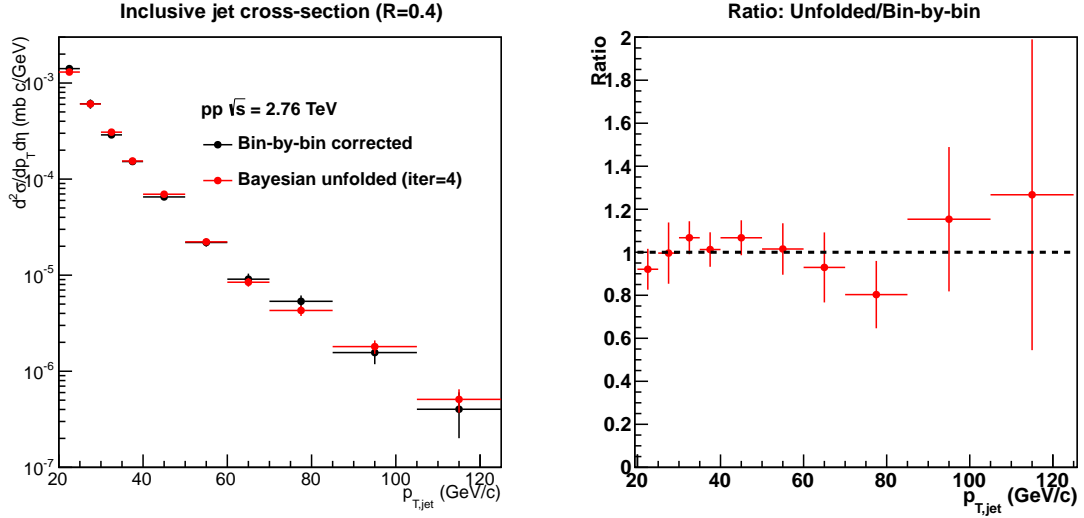 Inclusive jet cross-section (R=0.4)
d²σ/dp_T dη (mb c/GeV)
10⁻³
10⁻⁴
10⁻⁵
10⁻⁶
10⁻⁷
pp √s = 2.76 TeV
Bin-by-bin corrected
Bayesian unfolded (iter=4)
20 40 60 80 100 120
p_T,jet (GeV/c)
Ratio: Unfolded/Bin-by-bin
Ratio
2
1.8
1.6
1.4
1.2
1
0.8
0.6
0.4
0.2
0
20 40 60 80 100 120
p_T,jet (GeV/c)